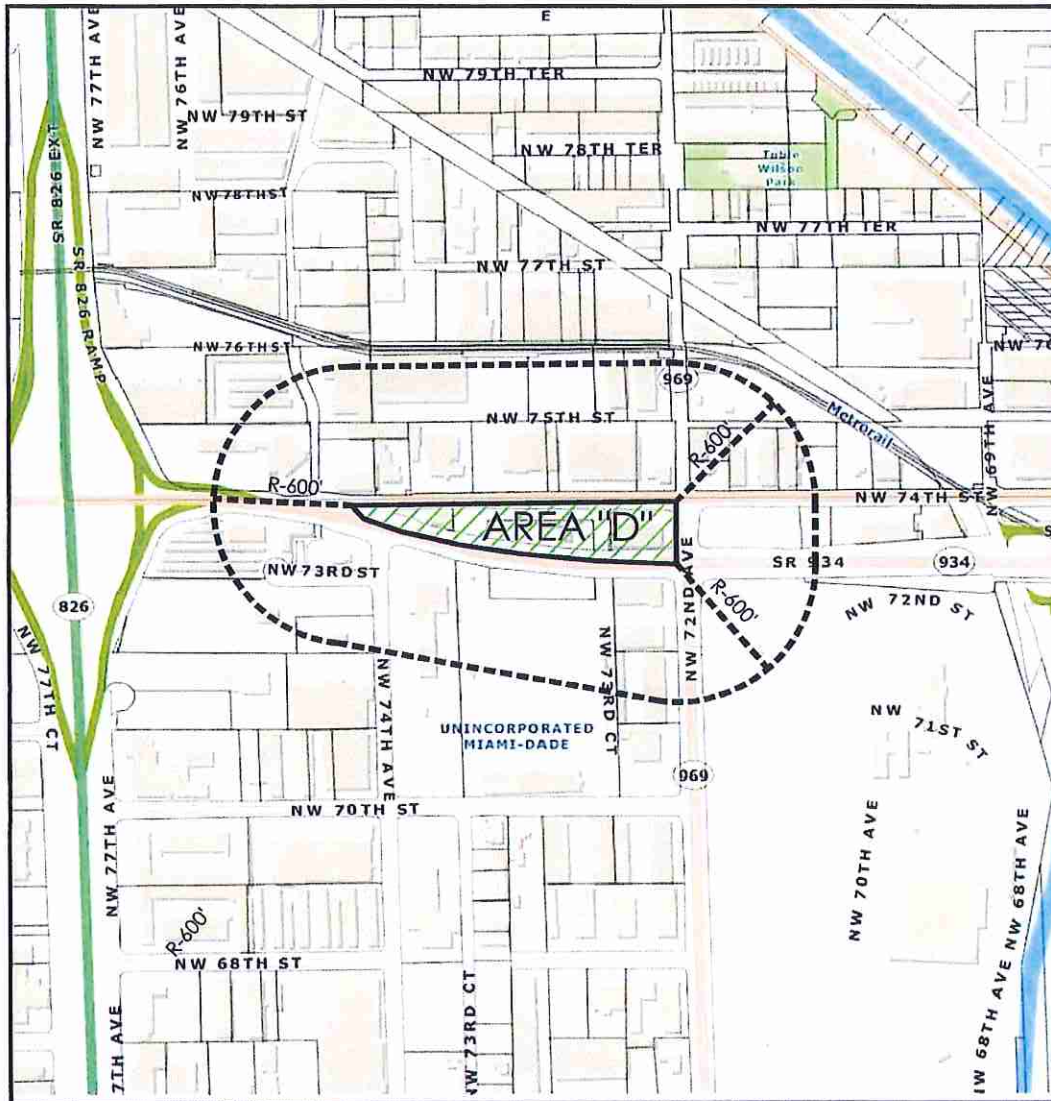 E
NW 77TH AVE
NW 76TH AVE
NW 79TH TER
NW 79TH ST
NW 78TH TER
SR 826 EXT
Tobie
Wilson
Park
NW 78TH ST
NW 77TH TER
SR 826 RAMP
NW 77TH ST
NW 76TH ST
NW 76
969
NW 75TH ST
Metrorail
NW 69TH AVE
R-600'
R-600'
NW 74TH ST
AREA "D"
NW 73RD ST
NW 72ND AVE
SR 934
934
S
826
R-600'
NW 72ND ST
NW 77TH CT
NW 74TH AVE
NW 73RD CT
UNINCORPORATED
MIAMI-DADE
NW
71ST ST
969
NW 77TH AVE
NW 70TH ST
NW 70TH AVE
NW 68TH AVE
R-600'
NW 68TH ST
7TH AVE
NW 73RD CT
IW 68TH AVE